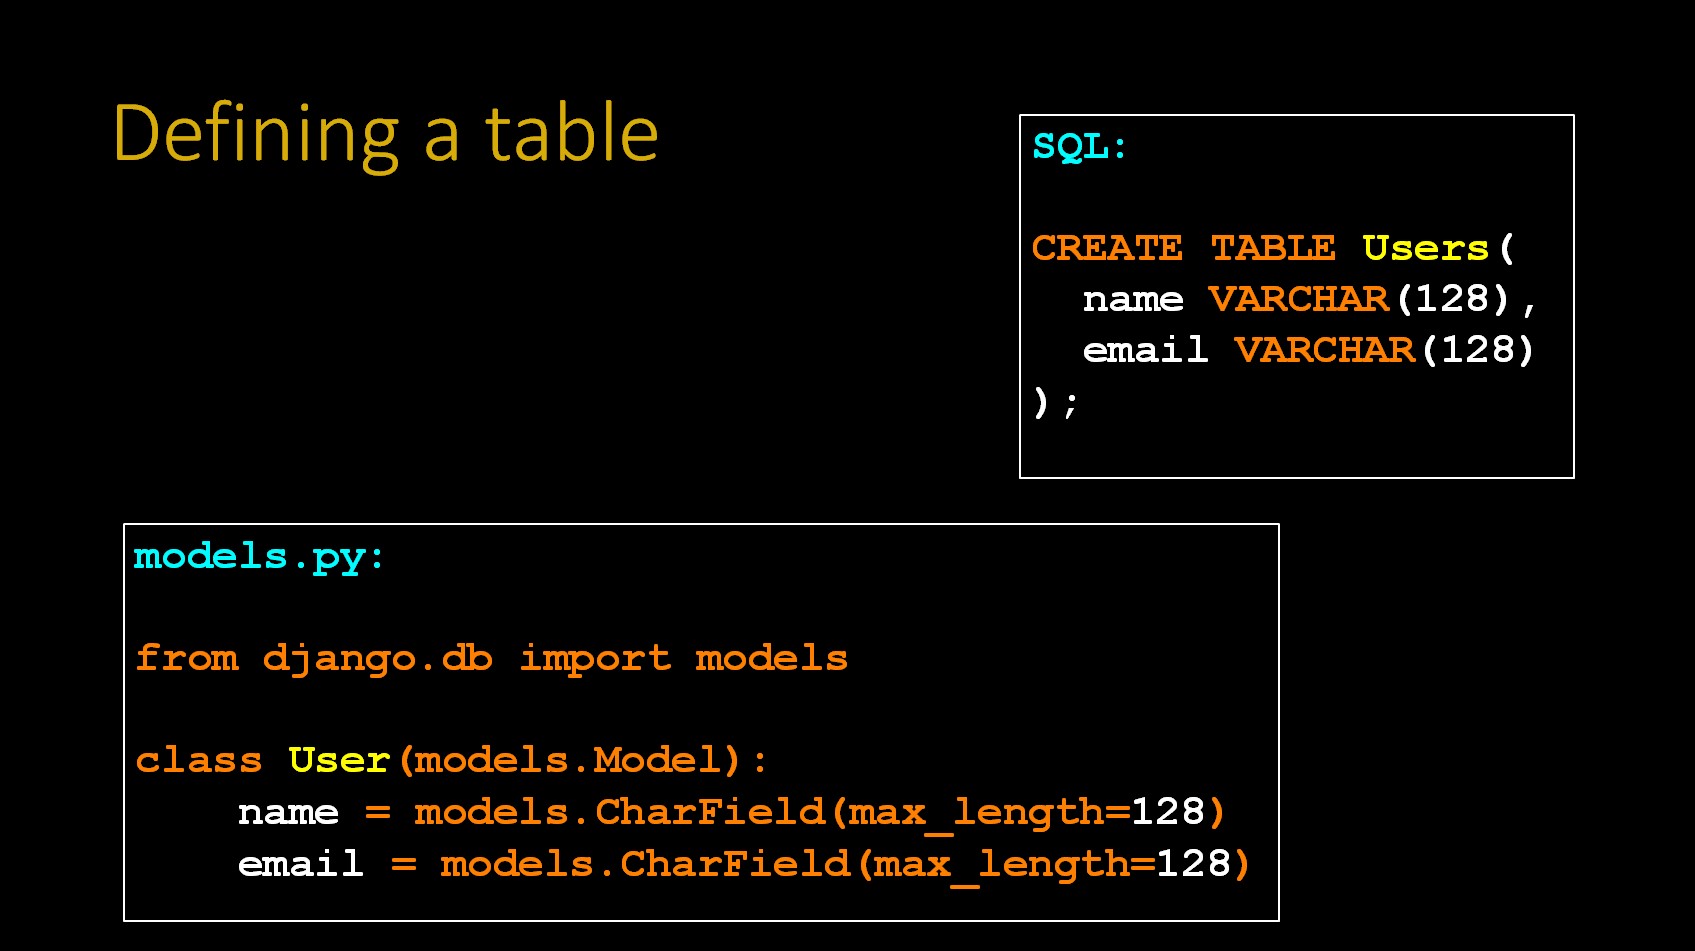 Defining a table
SQL:
CREATE TABLE Users(
  name VARCHAR(128),
  email VARCHAR(128)
);
models.py:
from django.db import models
class User(models.Model):
    name = models.CharField(max_length=128)
    email = models.CharField(max_length=128)